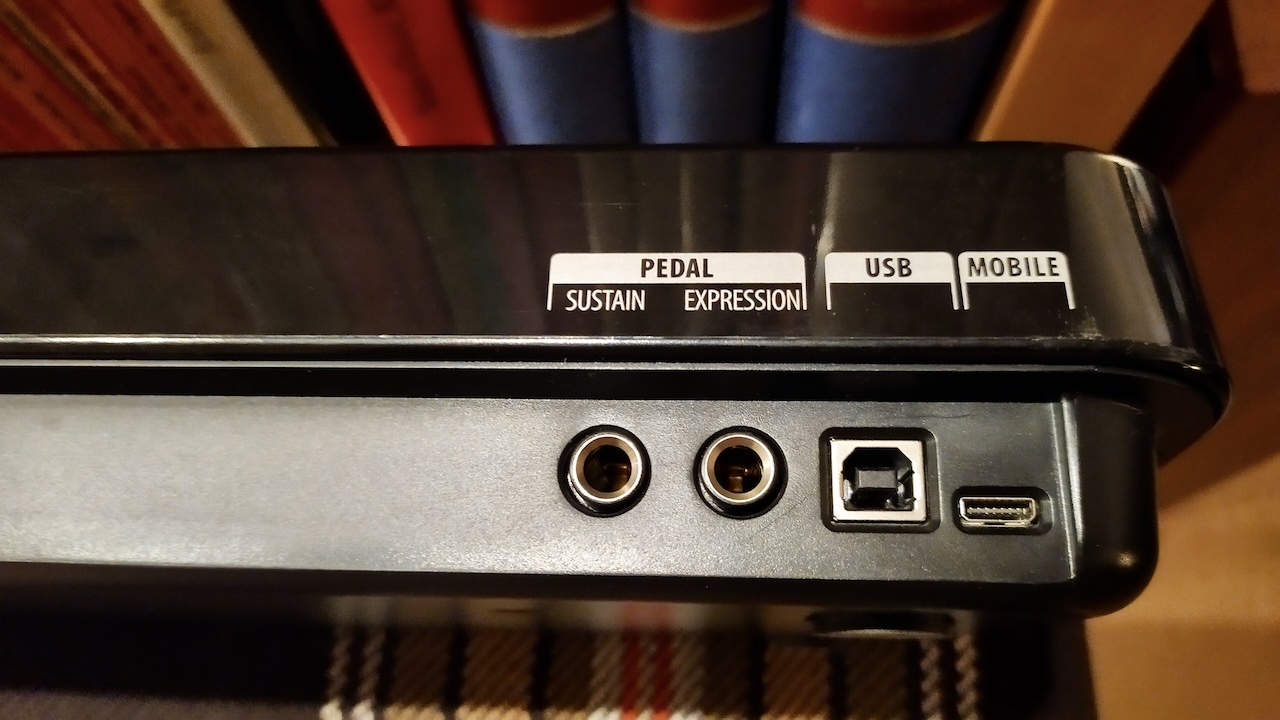 PEDAL
SUSTAIN EXPRESSION
USB
MOBILE